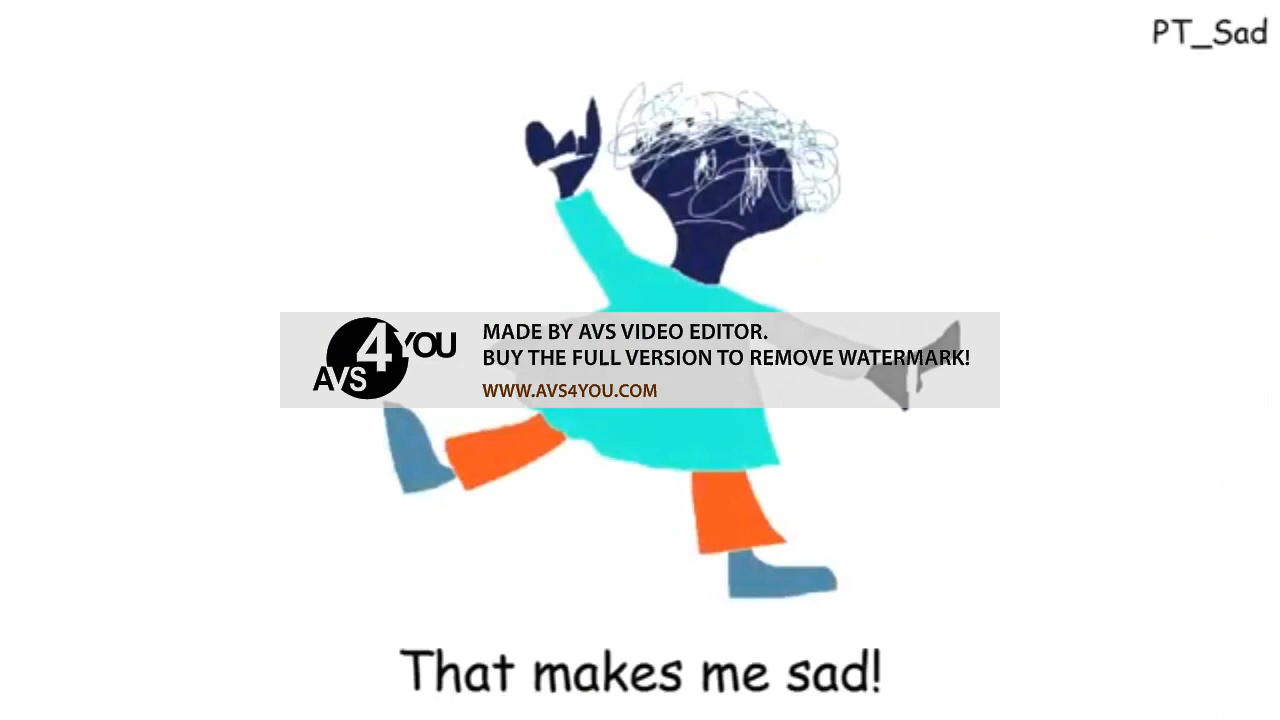 PT_Sad
AVS4YOU
MADE BY AVS VIDEO EDITOR.
BUY THE FULL VERSION TO REMOVE WATERMARK!
WWW.AVS4YOU.COM
That makes me sad!